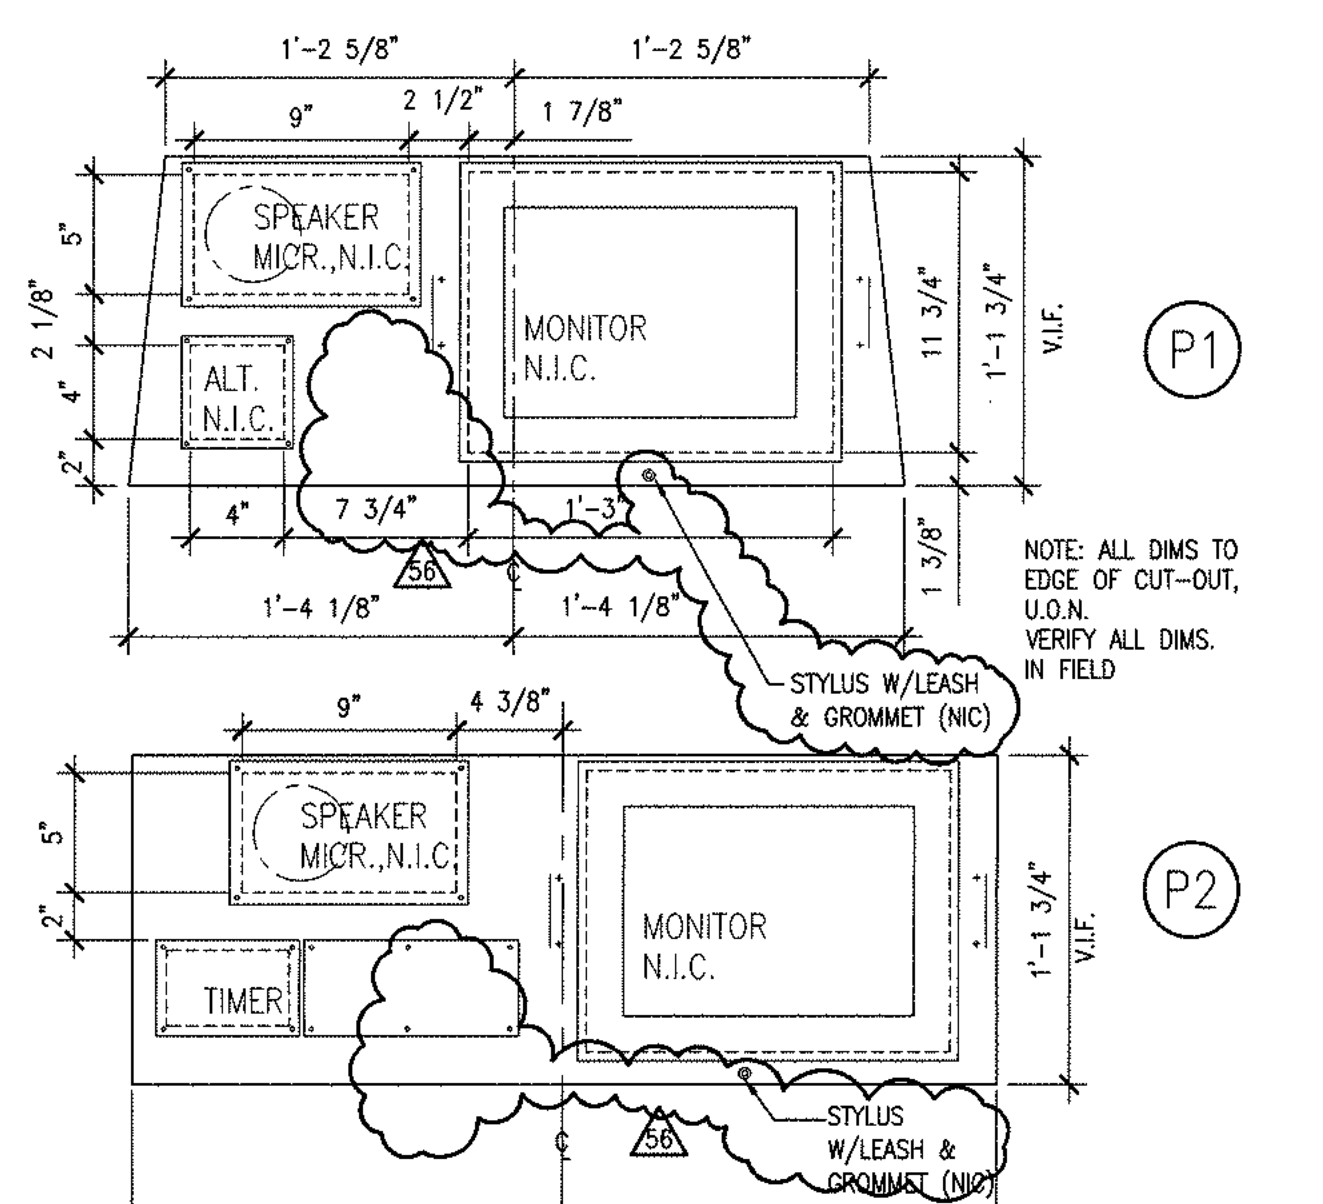 1'-2 5/8"
1'-2 5/8"
9"
2 1/2"
1 7/8"
SPEAKER
MICR.,N.I.C.
5"
2 1/8"
4"
2"
ALT.
N.I.C.
MONITOR
N.I.C.
11 3/4"
1'-1 3/4"
V.I.F.
P1
4"
7 3/4"
1'-3"
1 3/8"
56
℄
1'-4 1/8"
1'-4 1/8"
NOTE: ALL DIMS TO
EDGE OF CUT-OUT,
U.O.N.
VERIFY ALL DIMS.
IN FIELD
STYLUS W/LEASH
& GROMMET (NIC)
9"
4 3/8"
SPEAKER
MICR.,N.I.C.
5"
2"
TIMER
MONITOR
N.I.C.
1'-1 3/4"
V.I.F.
P2
℄
56
STYLUS
W/LEASH &
GROMMET (NIC)